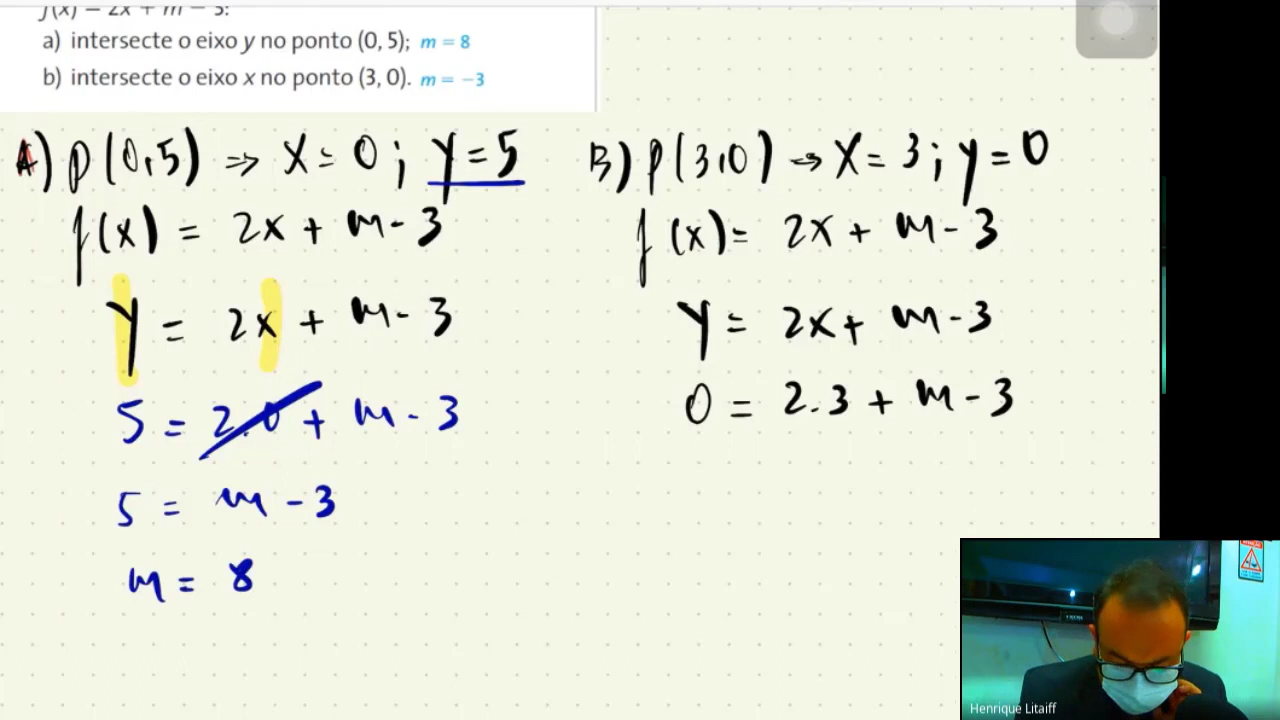 f(x) = 2x + m − 3:
a) intersecte o eixo y no ponto (0, 5); m = 8
b) intersecte o eixo x no ponto (3, 0). m = −3
A) P(0,5) ⇒ X = 0; Y = 5
f(x) = 2x + m - 3
Y = 2x + m - 3
5 = 2.0 + m - 3
5 = m - 3
m = 8
B) P(3,0) → X = 3; Y = 0
f(x) = 2x + m - 3
Y = 2x + m - 3
0 = 2.3 + m - 3
Henrique Litaiff